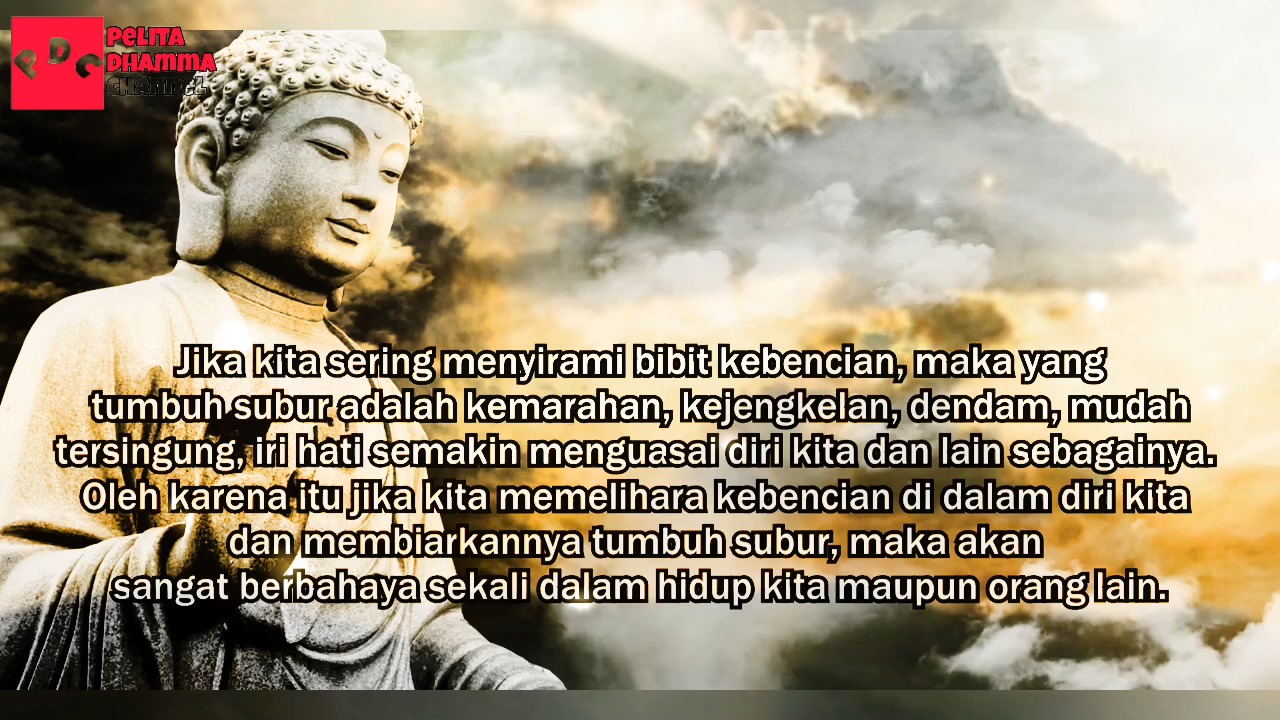 PDC
PELITA
DHAMMA
CHANNEL
Jika kita sering menyirami bibit kebencian, maka yang
tumbuh subur adalah kemarahan, kejengkelan, dendam, mudah
tersingung, iri hati semakin menguasai diri kita dan lain sebagainya.
Oleh karena itu jika kita memelihara kebencian di dalam diri kita
dan membiarkannya tumbuh subur, maka akan
sangat berbahaya sekali dalam hidup kita maupun orang lain.